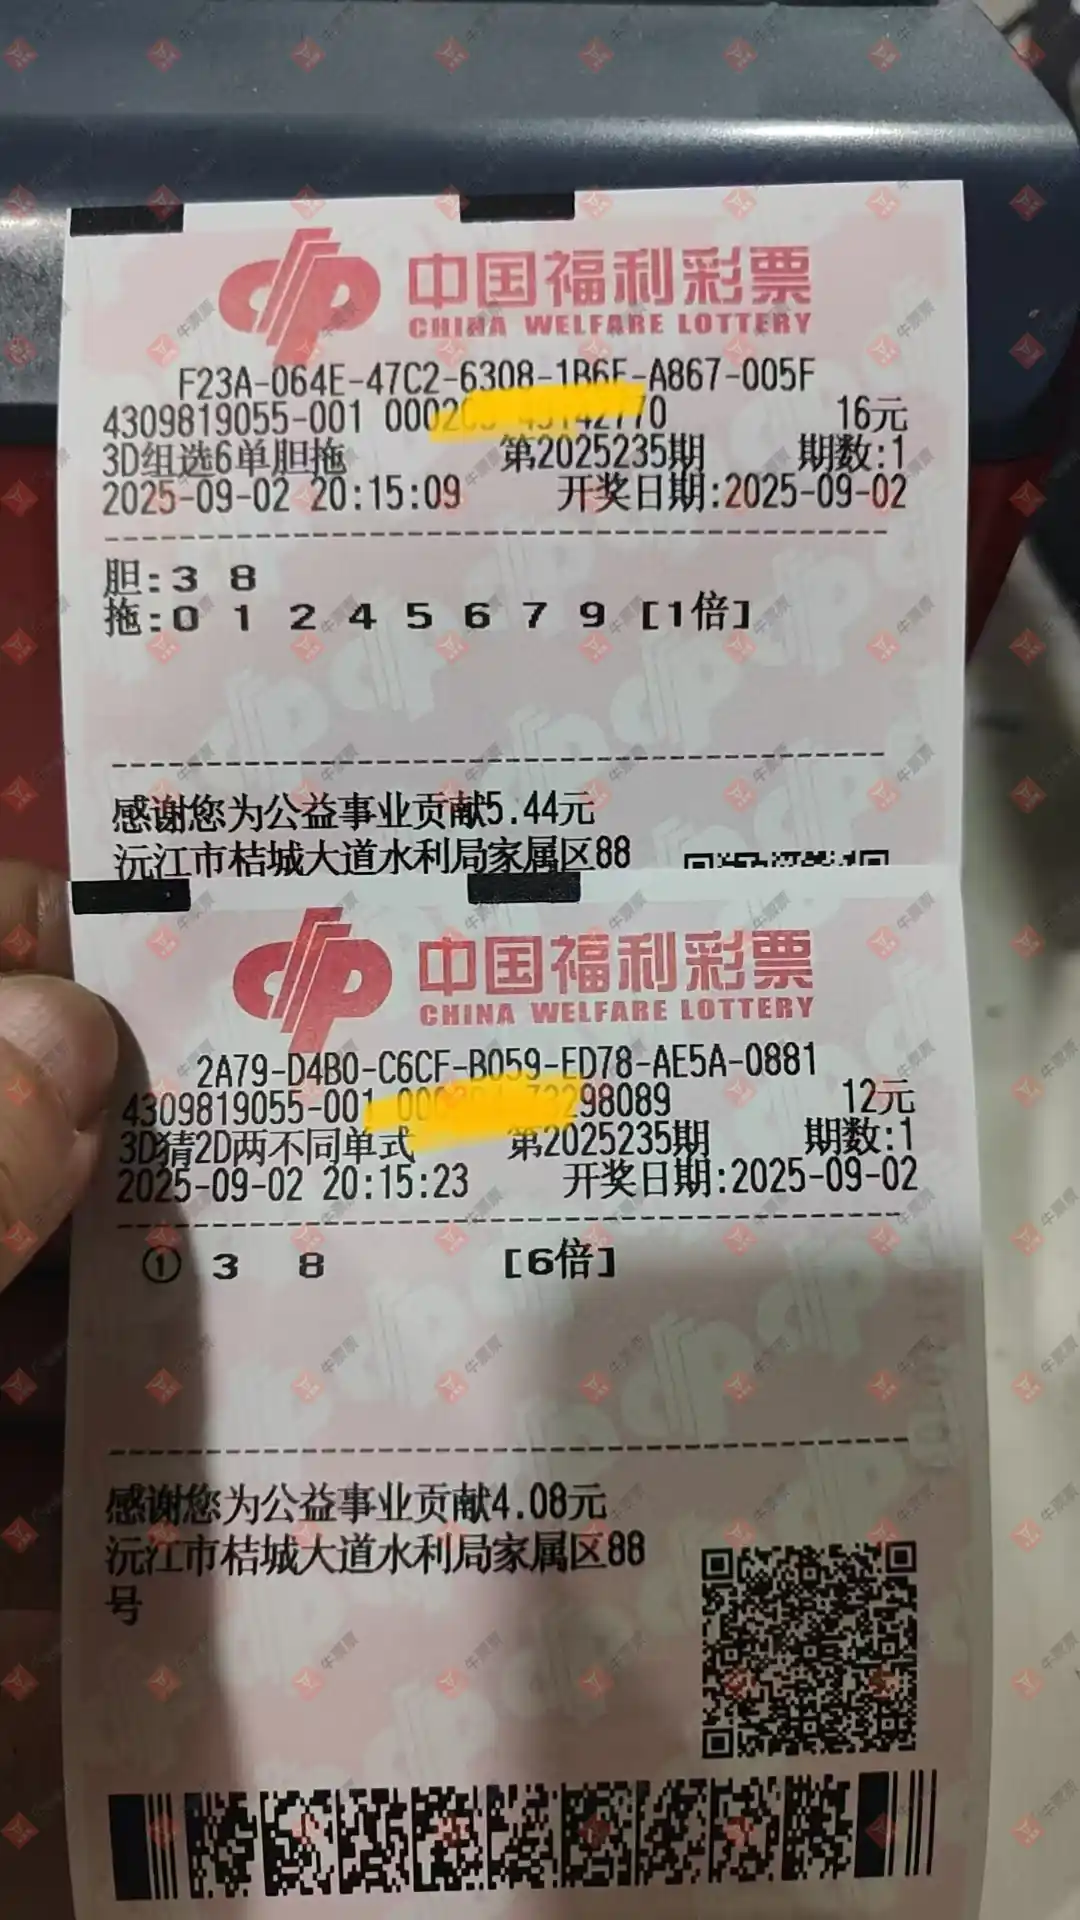 中国福利彩票
CHINA WELFARE LOTTERY
F23A-064E-47C2-6308-1B6F-A867-005F
4309819055-001 0002 43142770 16元
3D组选6单胆拖 第2025235期 期数:1
2025-09-02 20:15:09 开奖日期:2025-09-02
胆:3 8
拖:0 1 2 4 5 6 7 9 [1倍]
感谢您为公益事业贡献5.44元
沅江市桔城大道水利局家属区88
中国福利彩票
CHINA WELFARE LOTTERY
2A79-D4B0-C6CF-B059-ED78-AE5A-0881
4309819055-001 298089 12元
3D猜2D两不同单式 第2025235期 期数:1
2025-09-02 20:15:23 开奖日期:2025-09-02
① 3 8 [6倍]
感谢您为公益事业贡献4.08元
沅江市桔城大道水利局家属区88
号
牛票票